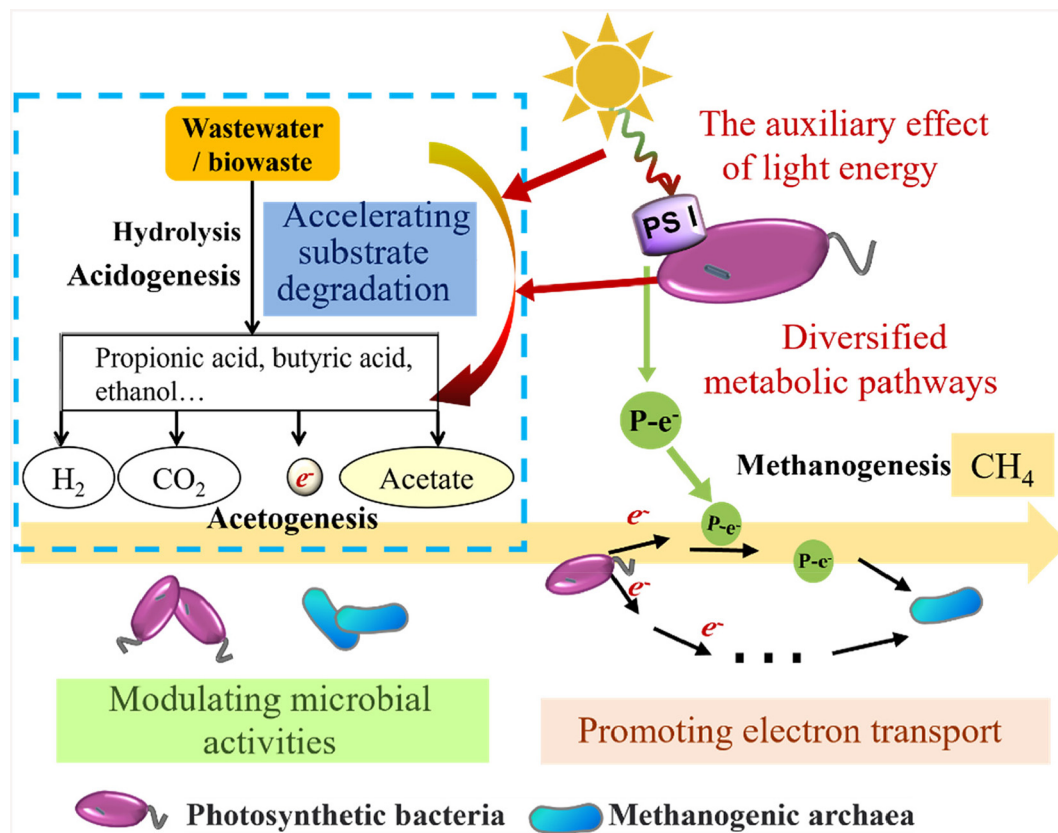 Wastewater
/ biowaste
Hydrolysis
Acidogenesis
Accelerating
substrate
degradation
Propionic acid, butyric acid,
ethanol…
H₂
CO₂
e⁻
Acetate
Acetogenesis
The auxiliary effect
of light energy
PS I
Diversified
metabolic pathways
P-e⁻
Methanogenesis
CH₄
e⁻
P-e⁻
P-e⁻
e⁻
e⁻
. . .
Modulating microbial
activities
Promoting electron transport
Photosynthetic bacteria
Methanogenic archaea